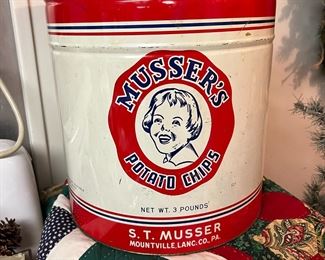 MUSSER'S
POTATO CHIPS
NET WT. 3 POUNDS
S.T. MUSSER
MOUNTVILLE, LANC. CO. PA.